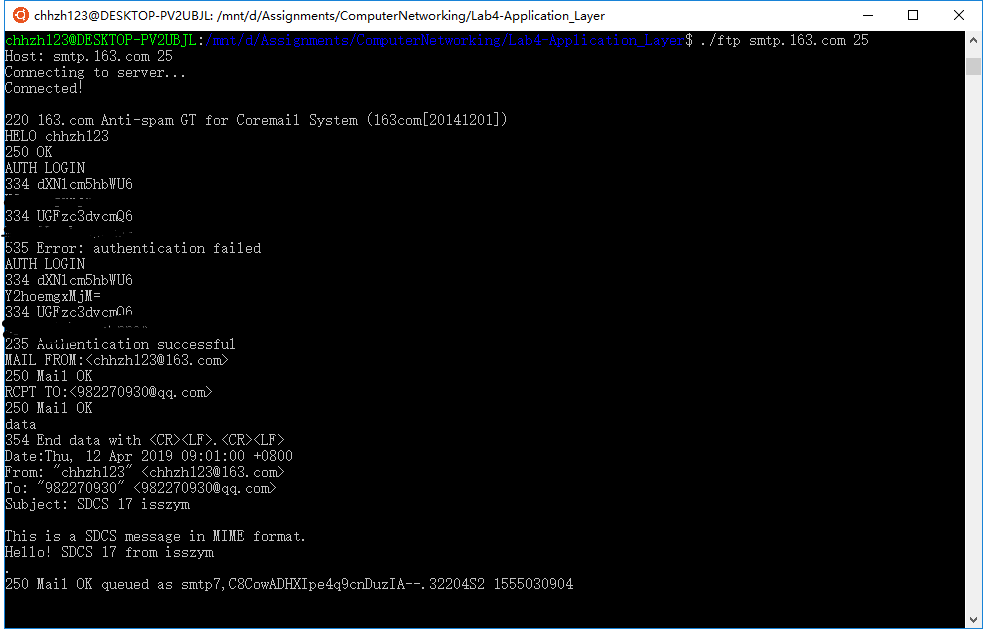 chhzh123@DESKTOP-PV2UBJL: /mnt/d/Assignments/ComputerNetworking/Lab4-Application_Layer
chhzh123@DESKTOP-PV2UBJL:/mnt/d/Assignments/ComputerNetworking/Lab4-Application_Layer$ ./ftp smtp.163.com 25
Host: smtp.163.com 25
Connecting to server...
Connected!
220 163.com Anti-spam GT for Coremail System (163com[20141201])
HELO chhzh123
250 OK
AUTH LOGIN
334 dXNlcm5hbWU6
334 UGFzc3dvcmQ6
535 Error: authentication failed
AUTH LOGIN
334 dXNlcm5hbWU6
Y2hoemgxMjM=
334 UGFzc3dvcmQ6
235 Authentication successful
MAIL FROM:<chhzh123@163.com>
250 Mail OK
RCPT TO:<982270930@qq.com>
250 Mail OK
data
354 End data with <CR><LF>.<CR><LF>
Date:Thu, 12 Apr 2019 09:01:00 +0800
From: "chhzh123" <chhzh123@163.com>
To: "982270930" <982270930@qq.com>
Subject: SDCS 17 isszym
This is a SDCS message in MIME format.
Hello! SDCS 17 from isszym
.
250 Mail OK queued as smtp7,C8CowADHXIpe4q9cnDuzIA--.32204S2 1555030904